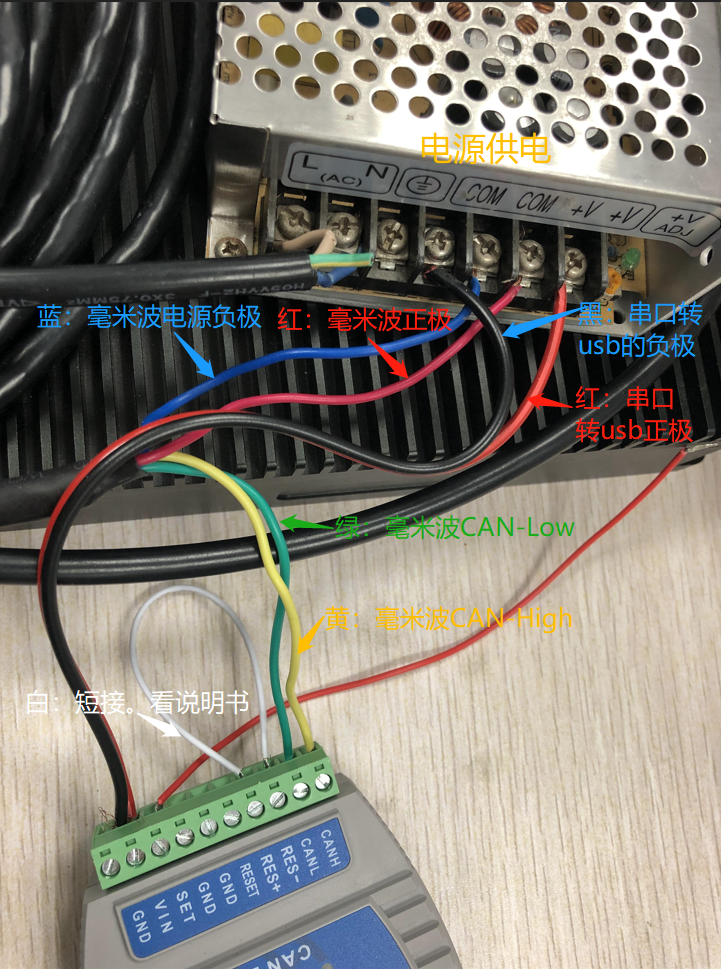 电源供电
L
(AC)
N
COM COM +V +V
+V
ADJ
H05VVH2-F 3X0.75MM²
蓝：毫米波电源负极
红：毫米波正极
黑：串口转
usb的负极
红：串口
转usb正极
绿：毫米波CAN-Low
黄：毫米波CAN-High
白：短接。看说明书
CANH
CANL
RES-
RES+
RESET
GND
GND
SET
VIN
GND